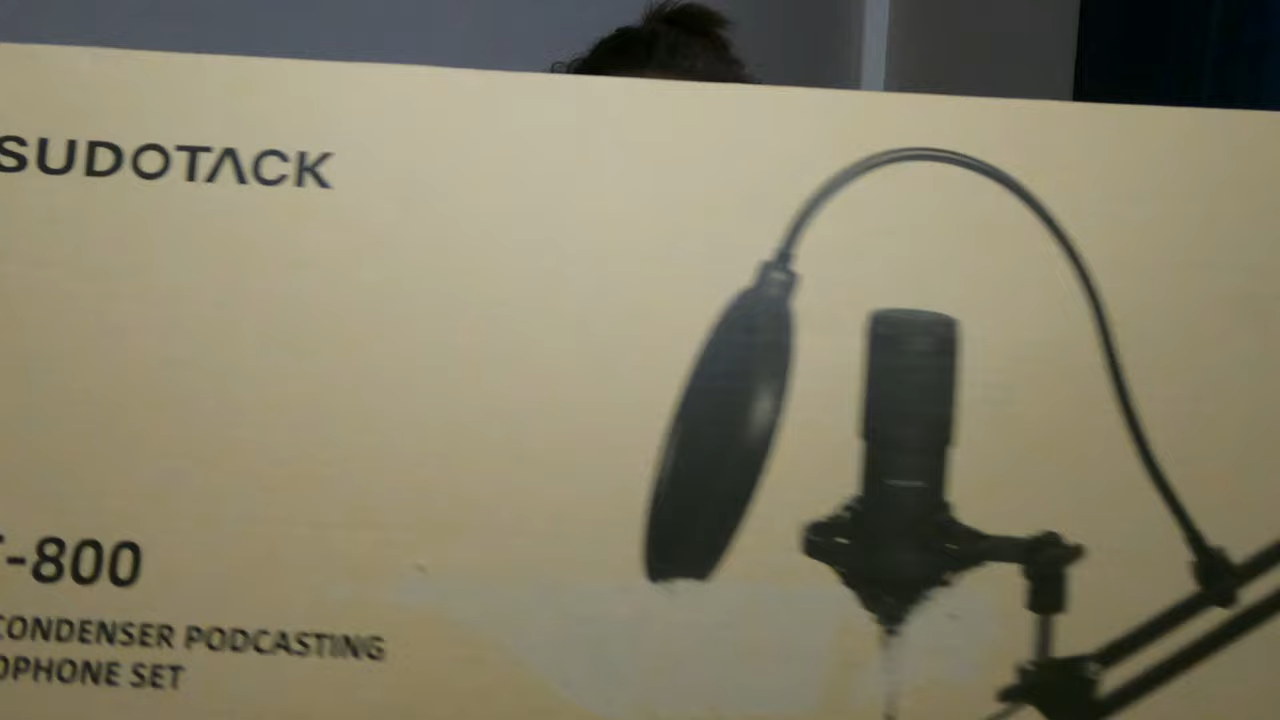 SUDOTACK
-800
CONDENSER PODCASTING
OPHONE SET